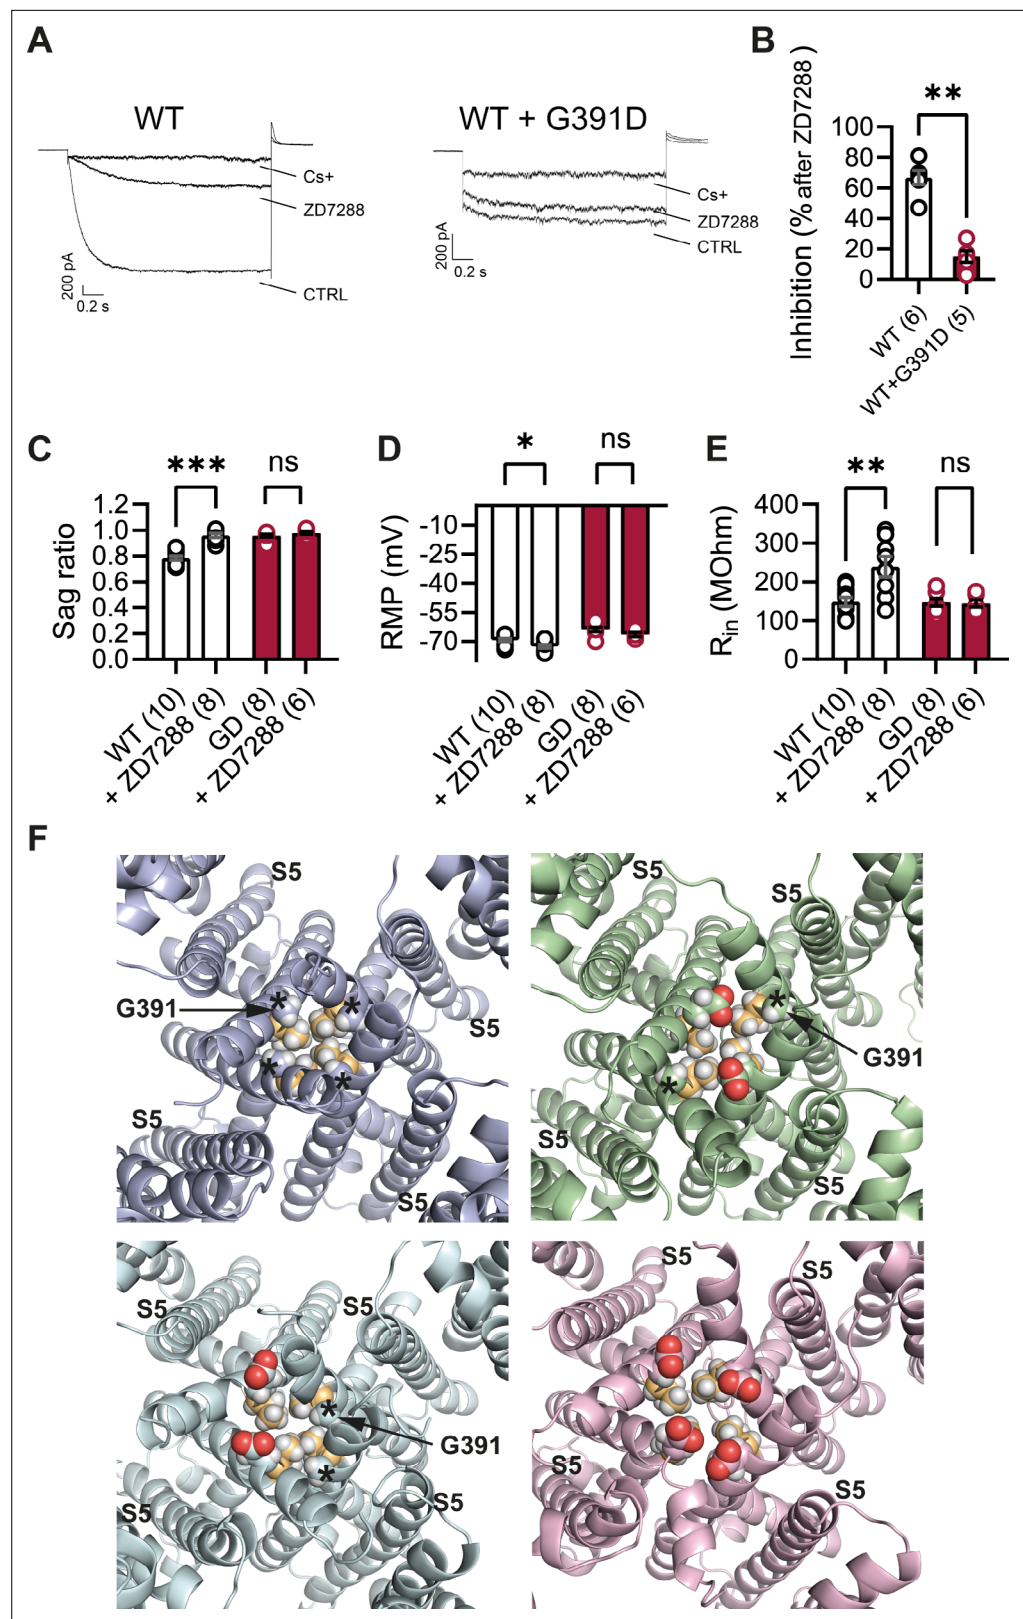 A
WT
Cs+
ZD7288
CTRL
200 pA
0.2 s
WT + G391D
Cs+
ZD7288
CTRL
200 pA
0.2 s
B
**
Inhibition (% after ZD7288)
100
80
60
40
20
0
WT (6)
WT+G391D (5)
C
***
ns
Sag ratio
1.2
1.0
0.8
0.6
0.4
0.2
0.0
WT (10)
+ ZD7288 (8)
GD (8)
+ ZD7288 (6)
D
*
ns
RMP (mV)
-10
-25
-40
-55
-70
WT (10)
+ ZD7288 (8)
GD (8)
+ ZD7288 (6)
E
**
ns
Rin (MOhm)
400
300
200
100
0
WT (10)
+ ZD7288 (8)
GD (8)
+ ZD7288 (6)
F
S5
G391
*
*
*
*
S5
S5
S5
S5
S5
*
G391
*
S5
S5
S5
S5
*
G391
*
S5
S5
S5
S5
S5
S5